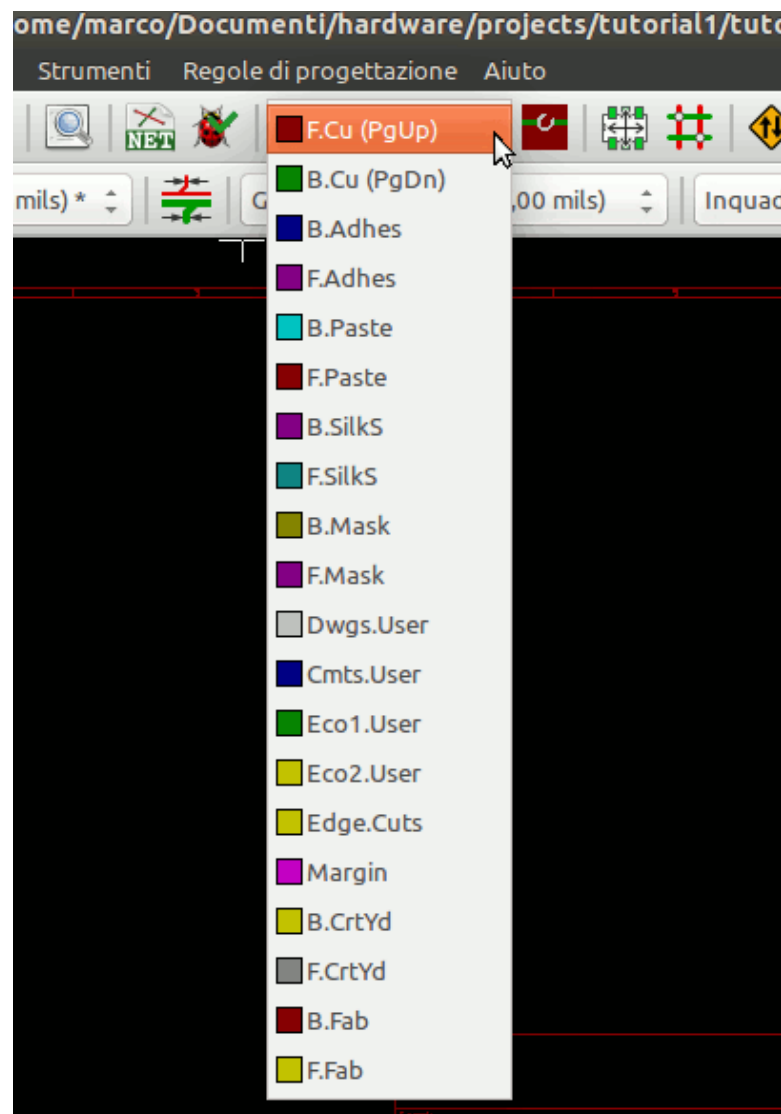 ome/marco/Documenti/hardware/projects/tutorial1/tuto
Strumenti Regole di progettazione Aiuto
NET
F.Cu (PgUp)
mils) * G ,00 mils) Inquad
B.Cu (PgDn)
B.Adhes
F.Adhes
B.Paste
F.Paste
B.SilkS
F.SilkS
B.Mask
F.Mask
Dwgs.User
Cmts.User
Eco1.User
Eco2.User
Edge.Cuts
Margin
B.CrtYd
F.CrtYd
B.Fab
F.Fab